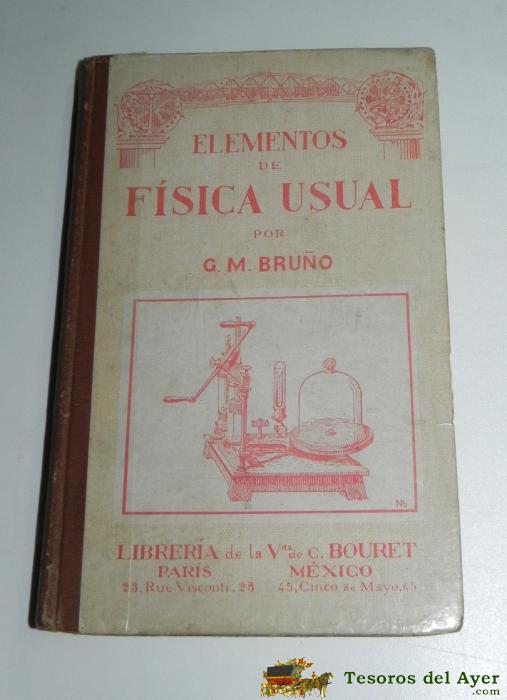 ELEMENTOS
DE
FÍSICA USUAL
POR
G. M. BRUÑO
LIBRERÍA de la Vda de C. BOURET
PARÍS MÉXICO
23, Rue Visconti, 23 45, Cinco de Mayo, 45
Tesoros del Ayer
.com